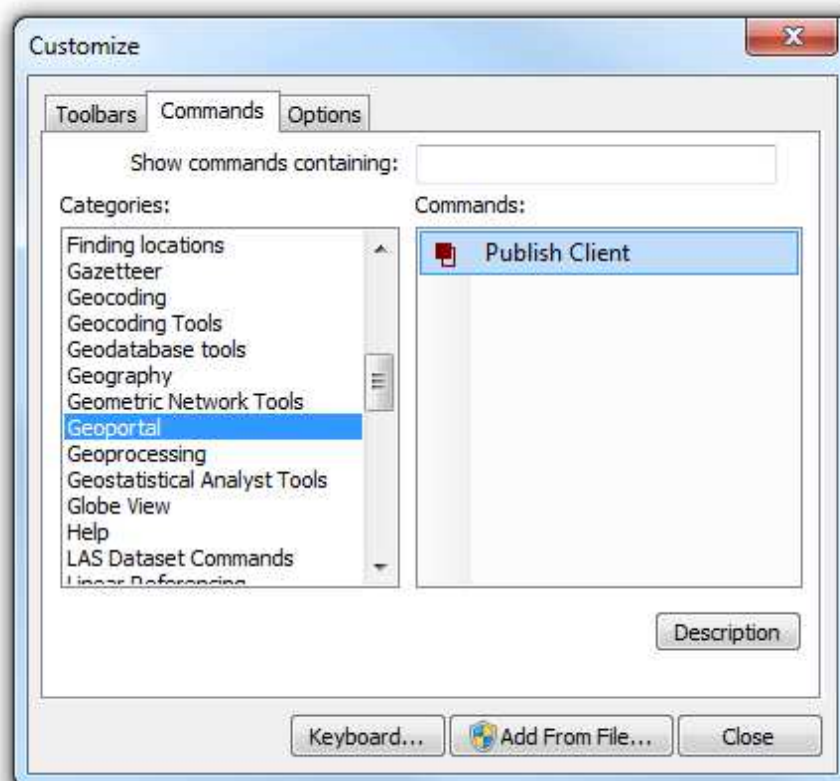 Customize
Toolbars Commands Options
Show commands containing:
Categories:
Commands:
Finding locations
Gazetteer
Geocoding
Geocoding Tools
Geodatabase tools
Geography
Geometric Network Tools
Geoportal
Geoprocessing
Geostatistical Analyst Tools
Globe View
Help
LAS Dataset Commands
Linear Referencing
Publish Client
Description
Keyboard... Add From File... Close